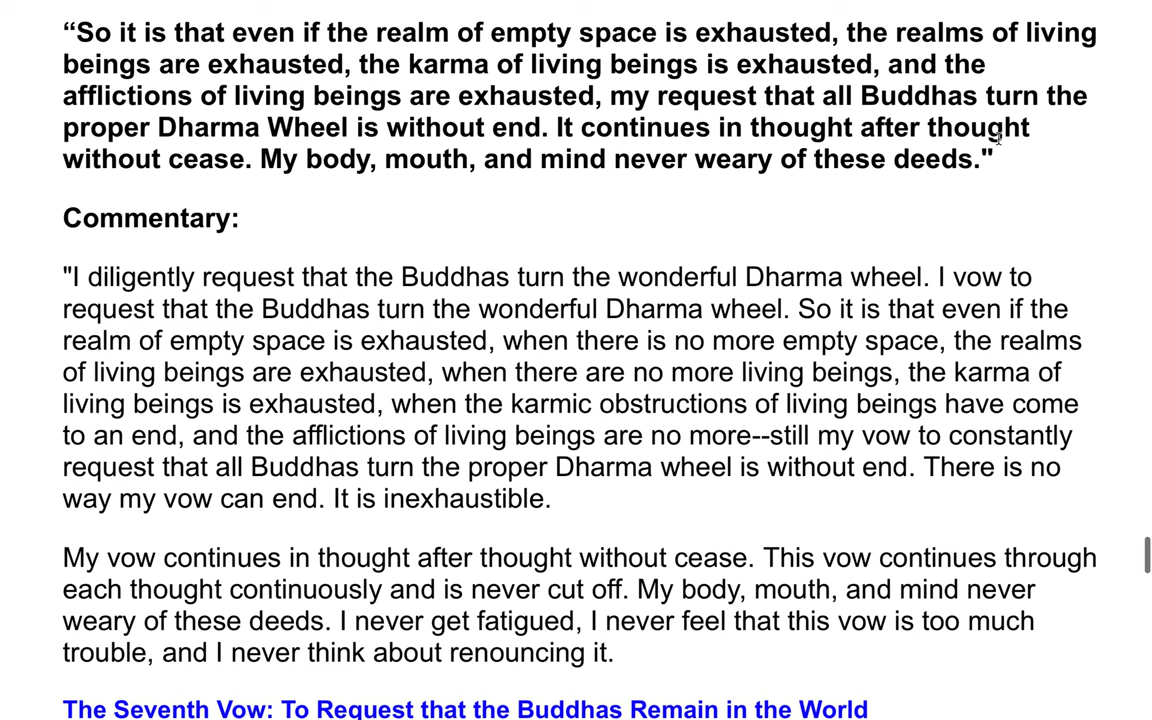 “So it is that even if the realm of empty space is exhausted, the realms of living
beings are exhausted, the karma of living beings is exhausted, and the
afflictions of living beings are exhausted, my request that all Buddhas turn the
proper Dharma Wheel is without end. It continues in thought after thought
without cease. My body, mouth, and mind never weary of these deeds."
Commentary:
"I diligently request that the Buddhas turn the wonderful Dharma wheel. I vow to
request that the Buddhas turn the wonderful Dharma wheel. So it is that even if the
realm of empty space is exhausted, when there is no more empty space, the realms
of living beings are exhausted, when there are no more living beings, the karma of
living beings is exhausted, when the karmic obstructions of living beings have come
to an end, and the afflictions of living beings are no more--still my vow to constantly
request that all Buddhas turn the proper Dharma wheel is without end. There is no
way my vow can end. It is inexhaustible.
My vow continues in thought after thought without cease. This vow continues through
each thought continuously and is never cut off. My body, mouth, and mind never
weary of these deeds. I never get fatigued, I never feel that this vow is too much
trouble, and I never think about renouncing it.
The Seventh Vow: To Request that the Buddhas Remain in the World